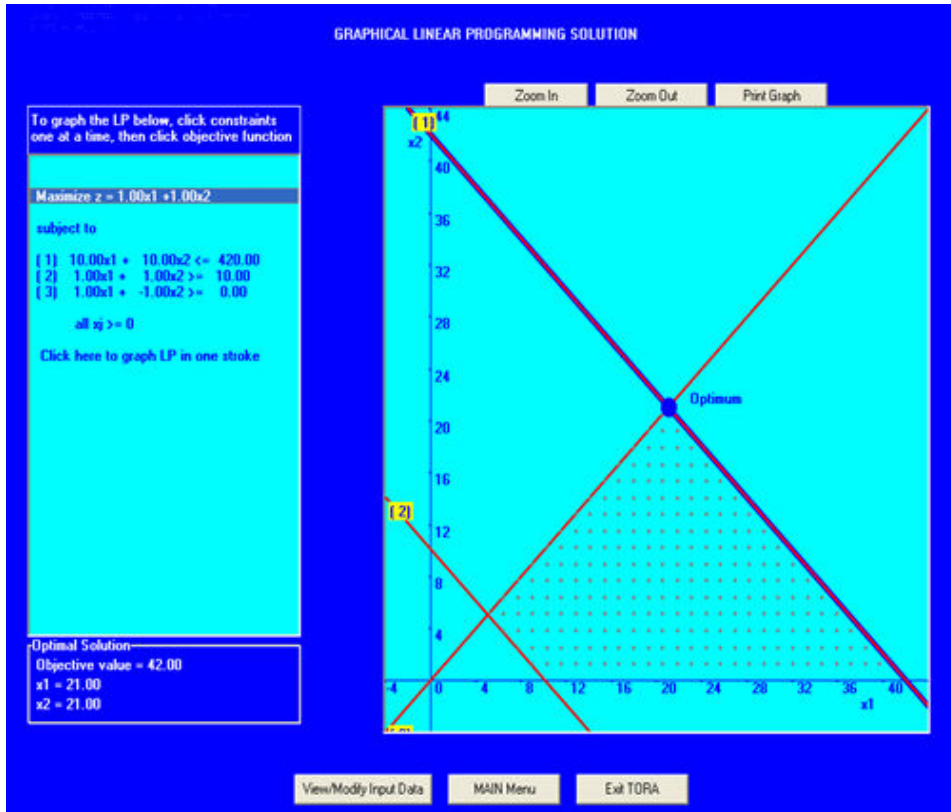 GRAPHICAL LINEAR PROGRAMMING SOLUTION
Zoom In
Zoom Out
Print Graph
To graph the LP below, click constraints
one at a time, then click objective function
Maximize z = 1.00x1 +1.00x2
subject to
( 1) 10.00x1 + 10.00x2 <= 420.00
( 2) 1.00x1 + 1.00x2 >= 10.00
( 3) 1.00x1 + -1.00x2 >= 0.00
all xj >= 0
Click here to graph LP in one stroke
Optimal Solution
Objective value = 42.00
x1 = 21.00
x2 = 21.00
( 1)
44
x2
40
36
32
28
24
Optimum
20
16
( 2)
12
8
4
-4 0 4 8 12 16 20 24 28 32 36 40
x1
View/Modify Input Data
MAIN Menu
Exit TORA